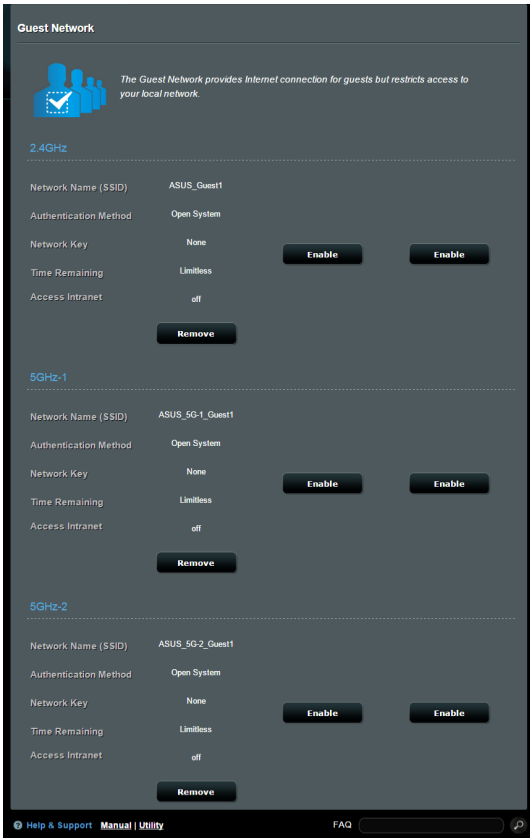 Guest Network
The Guest Network provides Internet connection for guests but restricts access to
your local network.
2.4GHz
Network Name (SSID) ASUS_Guest1
Authentication Method Open System
Network Key None
Enable Enable
Time Remaining Limitless
Access Intranet off
Remove
5GHz-1
Network Name (SSID) ASUS_5G-1_Guest1
Authentication Method Open System
Network Key None
Enable Enable
Time Remaining Limitless
Access Intranet off
Remove
5GHz-2
Network Name (SSID) ASUS_5G-2_Guest1
Authentication Method Open System
Network Key None
Enable Enable
Time Remaining Limitless
Access Intranet off
Remove
Help & Support Manual | Utility FAQ